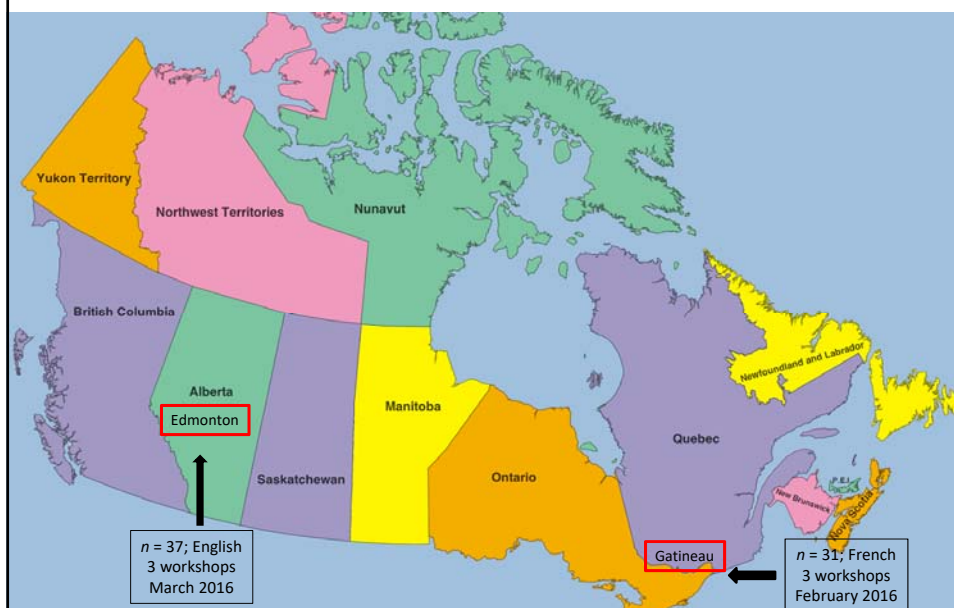 Yukon Territory
Northwest Territories
Nunavut
British Columbia
Alberta
Edmonton
Saskatchewan
Manitoba
Ontario
Quebec
Newfoundland and Labrador
P.E.I.
New Brunswick
Nova Scotia
Gatineau
n = 37; English
3 workshops
March 2016
n = 31; French
3 workshops
February 2016